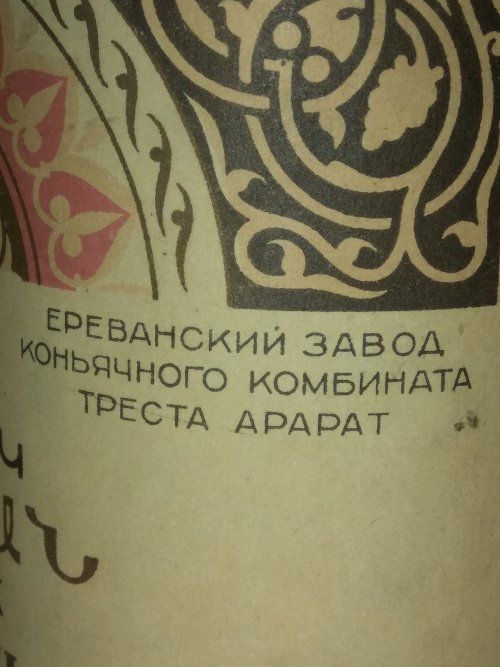 ЕРЕВАНСКИЙ ЗАВОД
КОНЬЯЧНОГО КОМБИНАТА
ТРЕСТА АРАРАТ